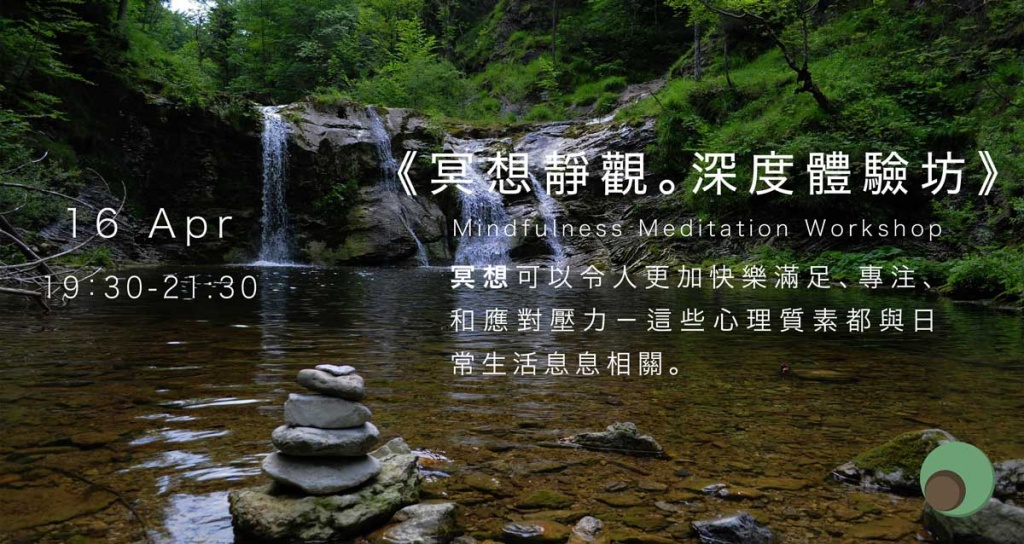 《冥想靜觀。深度體驗坊》
Mindfulness Meditation Workshop
16 Apr
19:30-21:30
冥想可以令人更加快樂滿足、專注、
和應對壓力－這些心理質素都與日
常生活息息相關。